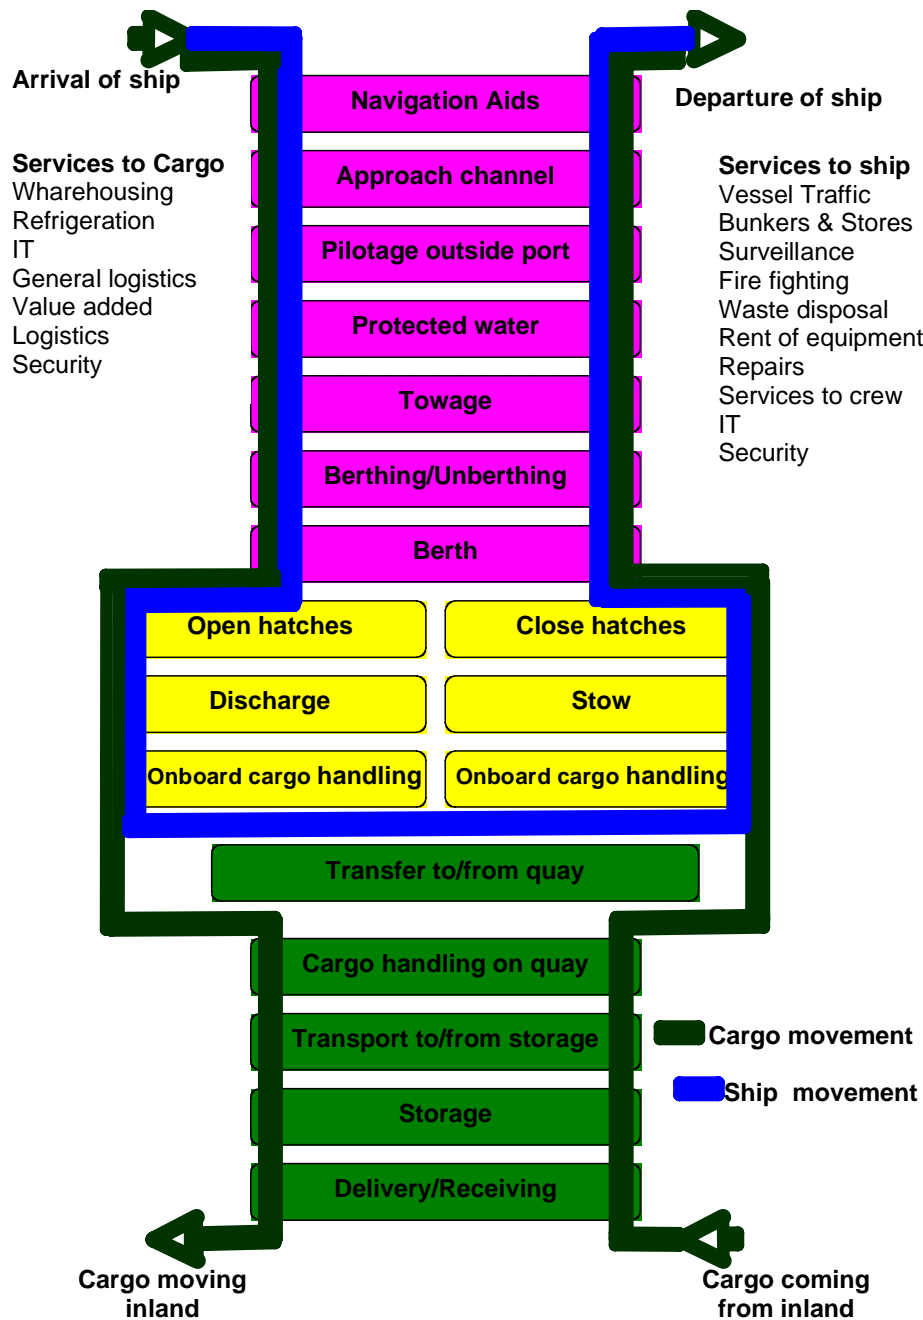 Arrival of ship
Departure of ship
Services to Cargo
Wharehousing
Refrigeration
IT
General logistics
Value added
Logistics
Security
Services to ship
Vessel Traffic
Bunkers & Stores
Surveillance
Fire fighting
Waste disposal
Rent of equipment
Repairs
Services to crew
IT
Security
Navigation Aids
Approach channel
Pilotage outside port
Protected water
Towage
Berthing/Unberthing
Berth
Open hatches
Close hatches
Discharge
Stow
Onboard cargo handling
Onboard cargo handling
Transfer to/from quay
Cargo handling on quay
Transport to/from storage
Storage
Delivery/Receiving
Cargo movement
Ship movement
Cargo moving
inland
Cargo coming
from inland